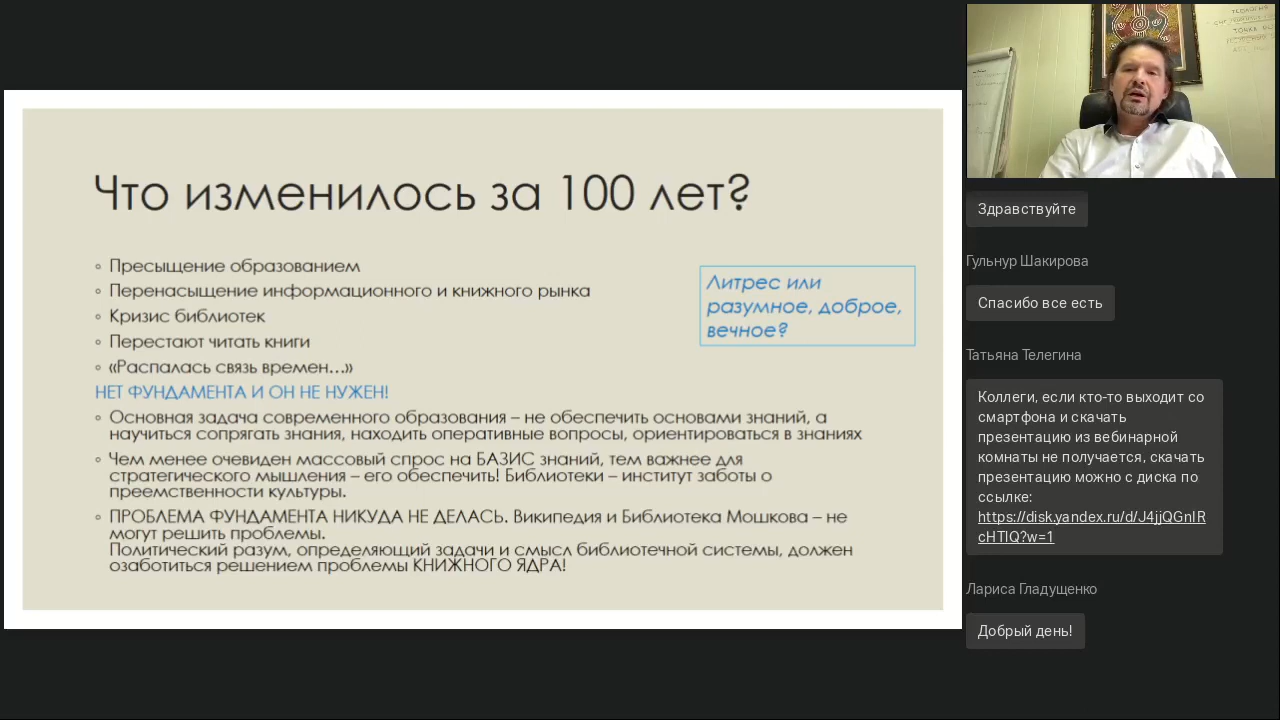 Что изменилось за 100 лет?
◦ Пресыщение образованием
◦ Перенасыщение информационного и книжного рынка
◦ Кризис библиотек
◦ Перестают читать книги
◦ «Распалась связь времен…»
НЕТ ФУНДАМЕНТА И ОН НЕ НУЖЕН!
◦ Основная задача современного образования – не обеспечить основами знаний, а
научиться сопрягать знания, находить оперативные вопросы, ориентироваться в знаниях
◦ Чем менее очевиден массовый спрос на БАЗИС знаний, тем важнее для
стратегического мышления – его обеспечить! Библиотеки – институт заботы о
преемственности культуры.
◦ ПРОБЛЕМА ФУНДАМЕНТА НИКУДА НЕ ДЕЛАСЬ. Википедия и Библиотека Мошкова – не
могут решить проблемы.
Политический разум, определяющий задачи и смысл библиотечной системы, должен
озаботиться решением проблемы КНИЖНОГО ЯДРА!
Литрес или
разумное, доброе,
вечное?
Здравствуйте
Гульнур Шакирова
Спасибо все есть
Татьяна Телегина
Коллеги, если кто-то выходит со
смартфона и скачать
презентацию из вебинарной
комнаты не получается, скачать
презентацию можно с диска по
ссылке:
https://disk.yandex.ru/d/J4jjQGnIR
cHTlQ?w=1
Лариса Гладущенко
Добрый день!